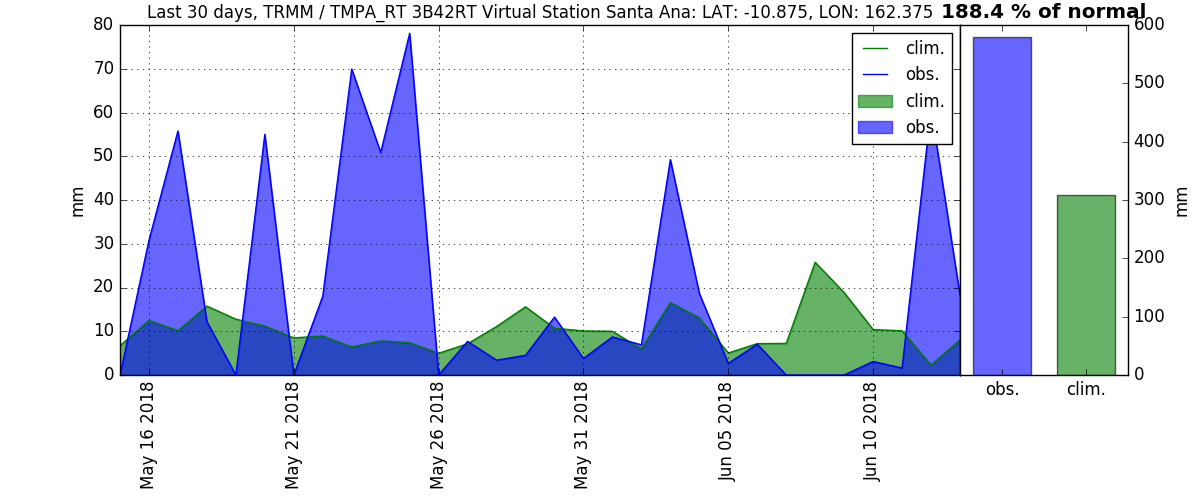 Last 30 days, TRMM / TMPA_RT 3B42RT Virtual Station Santa Ana: LAT: -10.875, LON: 162.375 188.4 % of normal
80
70
60
50
40
30
20
10
0
mm
clim.
obs.
clim.
obs.
600
500
400
300
200
100
0
mm
May 16 2018
May 21 2018
May 26 2018
May 31 2018
Jun 05 2018
Jun 10 2018
obs.
clim.